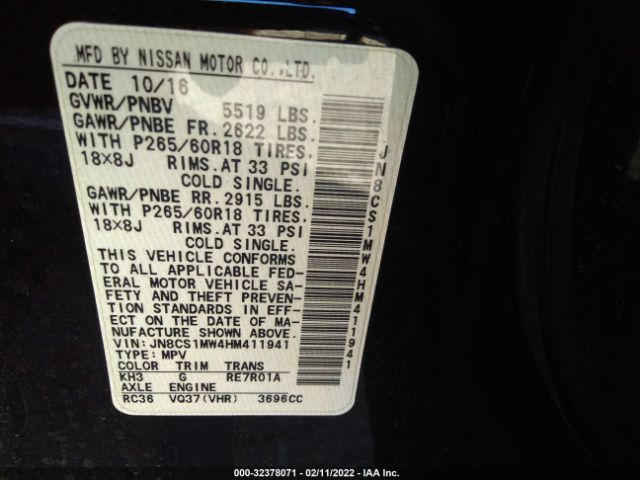 MFD BY NISSAN MOTOR CO.,LTD.
DATE 10/16
GVWR/PNBV 5519 LBS.
GAWR/PNBE FR. 2622 LBS.
WITH P265/60R18 TIRES.
18X8J RIMS.AT 33 PSI
COLD SINGLE.
GAWR/PNBE RR. 2915 LBS.
WITH P265/60R18 TIRES.
18X8J RIMS.AT 33 PSI
COLD SINGLE.
THIS VEHICLE CONFORMS
TO ALL APPLICABLE FED-
ERAL MOTOR VEHICLE SA-
FETY AND THEFT PREVEN-
TION STANDARDS IN EFF-
ECT ON THE DATE OF MA-
NUFACTURE SHOWN ABOVE.
VIN: JN8CS1MW4HM411941
TYPE: MPV
COLOR TRIM TRANS
KH3 G RE7R01A
AXLE ENGINE
RC36 VQ37(VHR) 3696CC
JN8CS1MW4HM411941
000-32378071 - 02/11/2022 - IAA Inc.